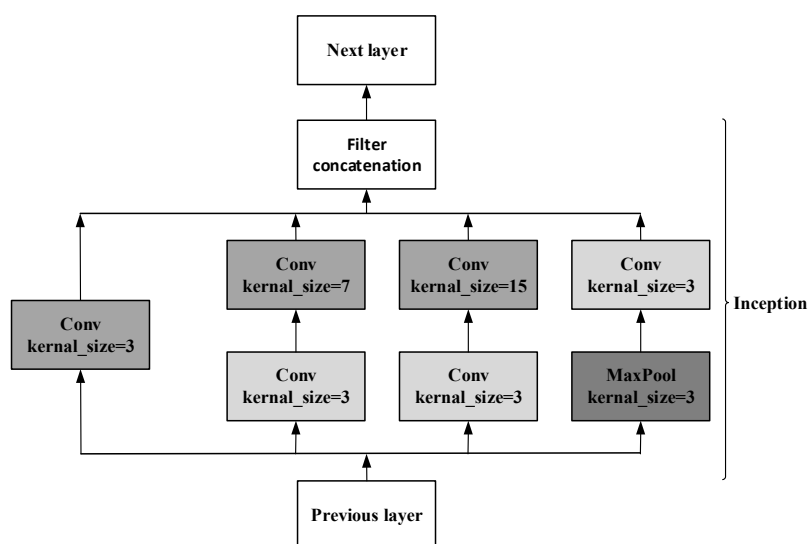 Next layer
Filter
concatenation
Conv
kernal_size=7
Conv
kernal_size=15
Conv
kernal_size=3
Conv
kernal_size=3
Inception
Conv
kernal_size=3
Conv
kernal_size=3
MaxPool
kernal_size=3
Previous layer